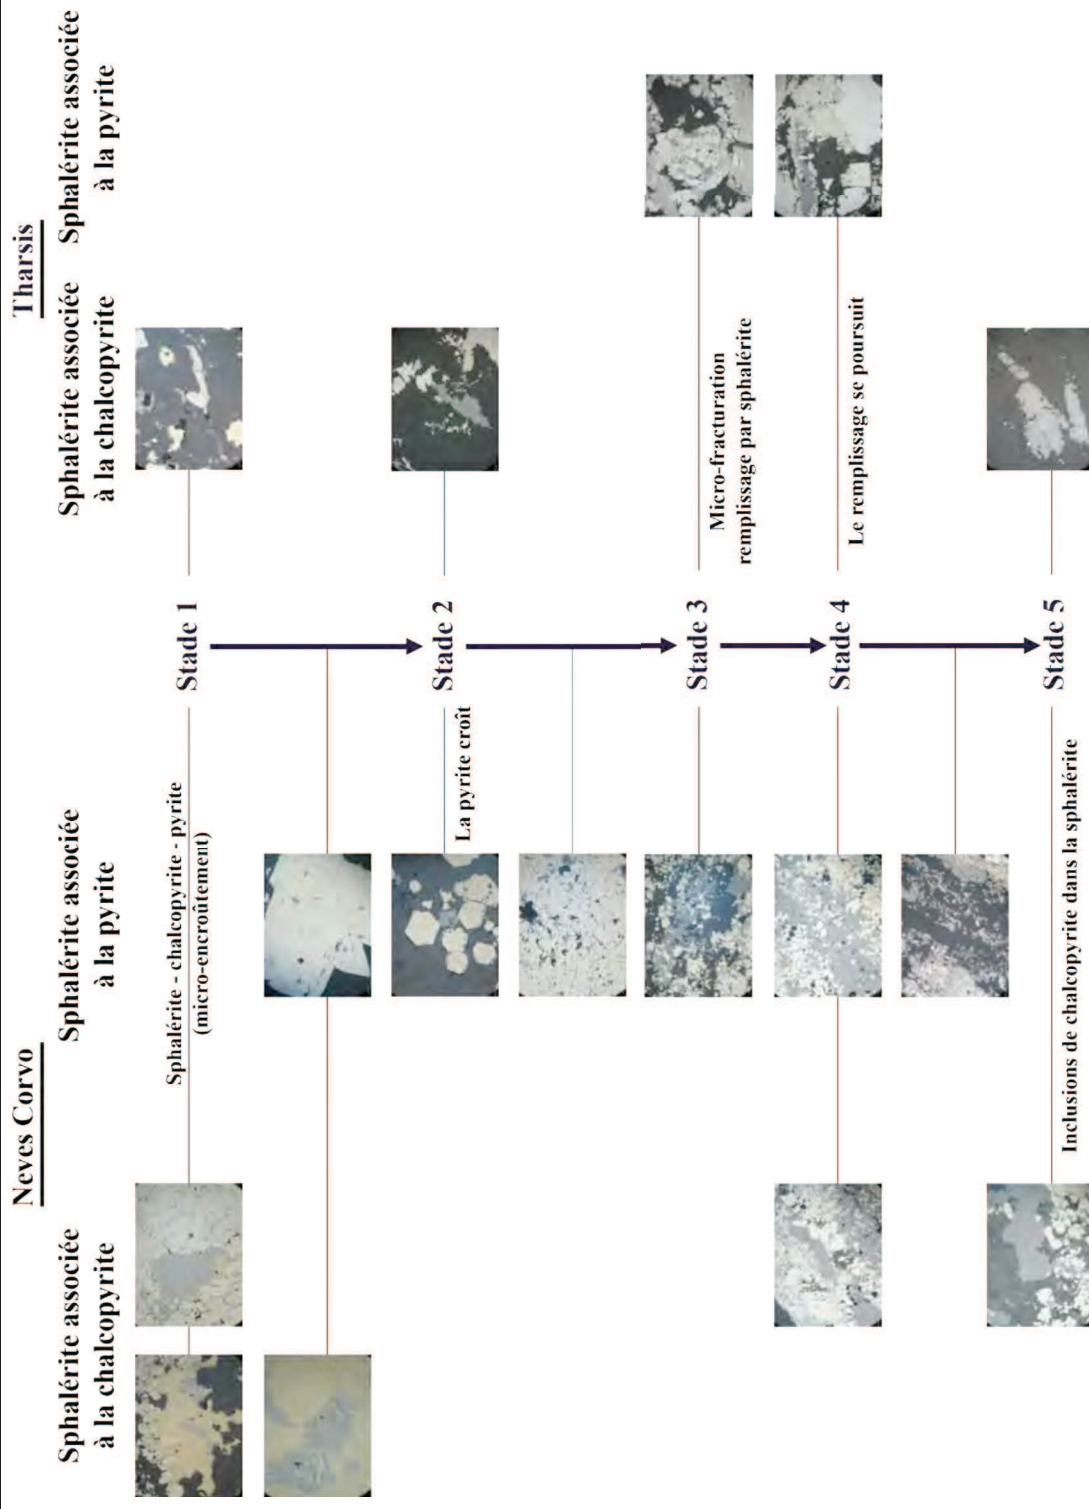 Neves Corvo
Tharsis
Sphalérite associée
à la chalcopyrite
Sphalérite associée
à la pyrite
Sphalérite associée
à la chalcopyrite
Sphalérite associée
à la pyrite
Sphalérite - chalcopyrite - pyrite
(micro-encroûtement)
Stade 1
La pyrite croît
Stade 2
Stade 3
Micro-fracturation
remplissage par sphalérite
Stade 4
Le remplissage se poursuit
Inclusions de chalcopyrite dans la sphalérite
Stade 5